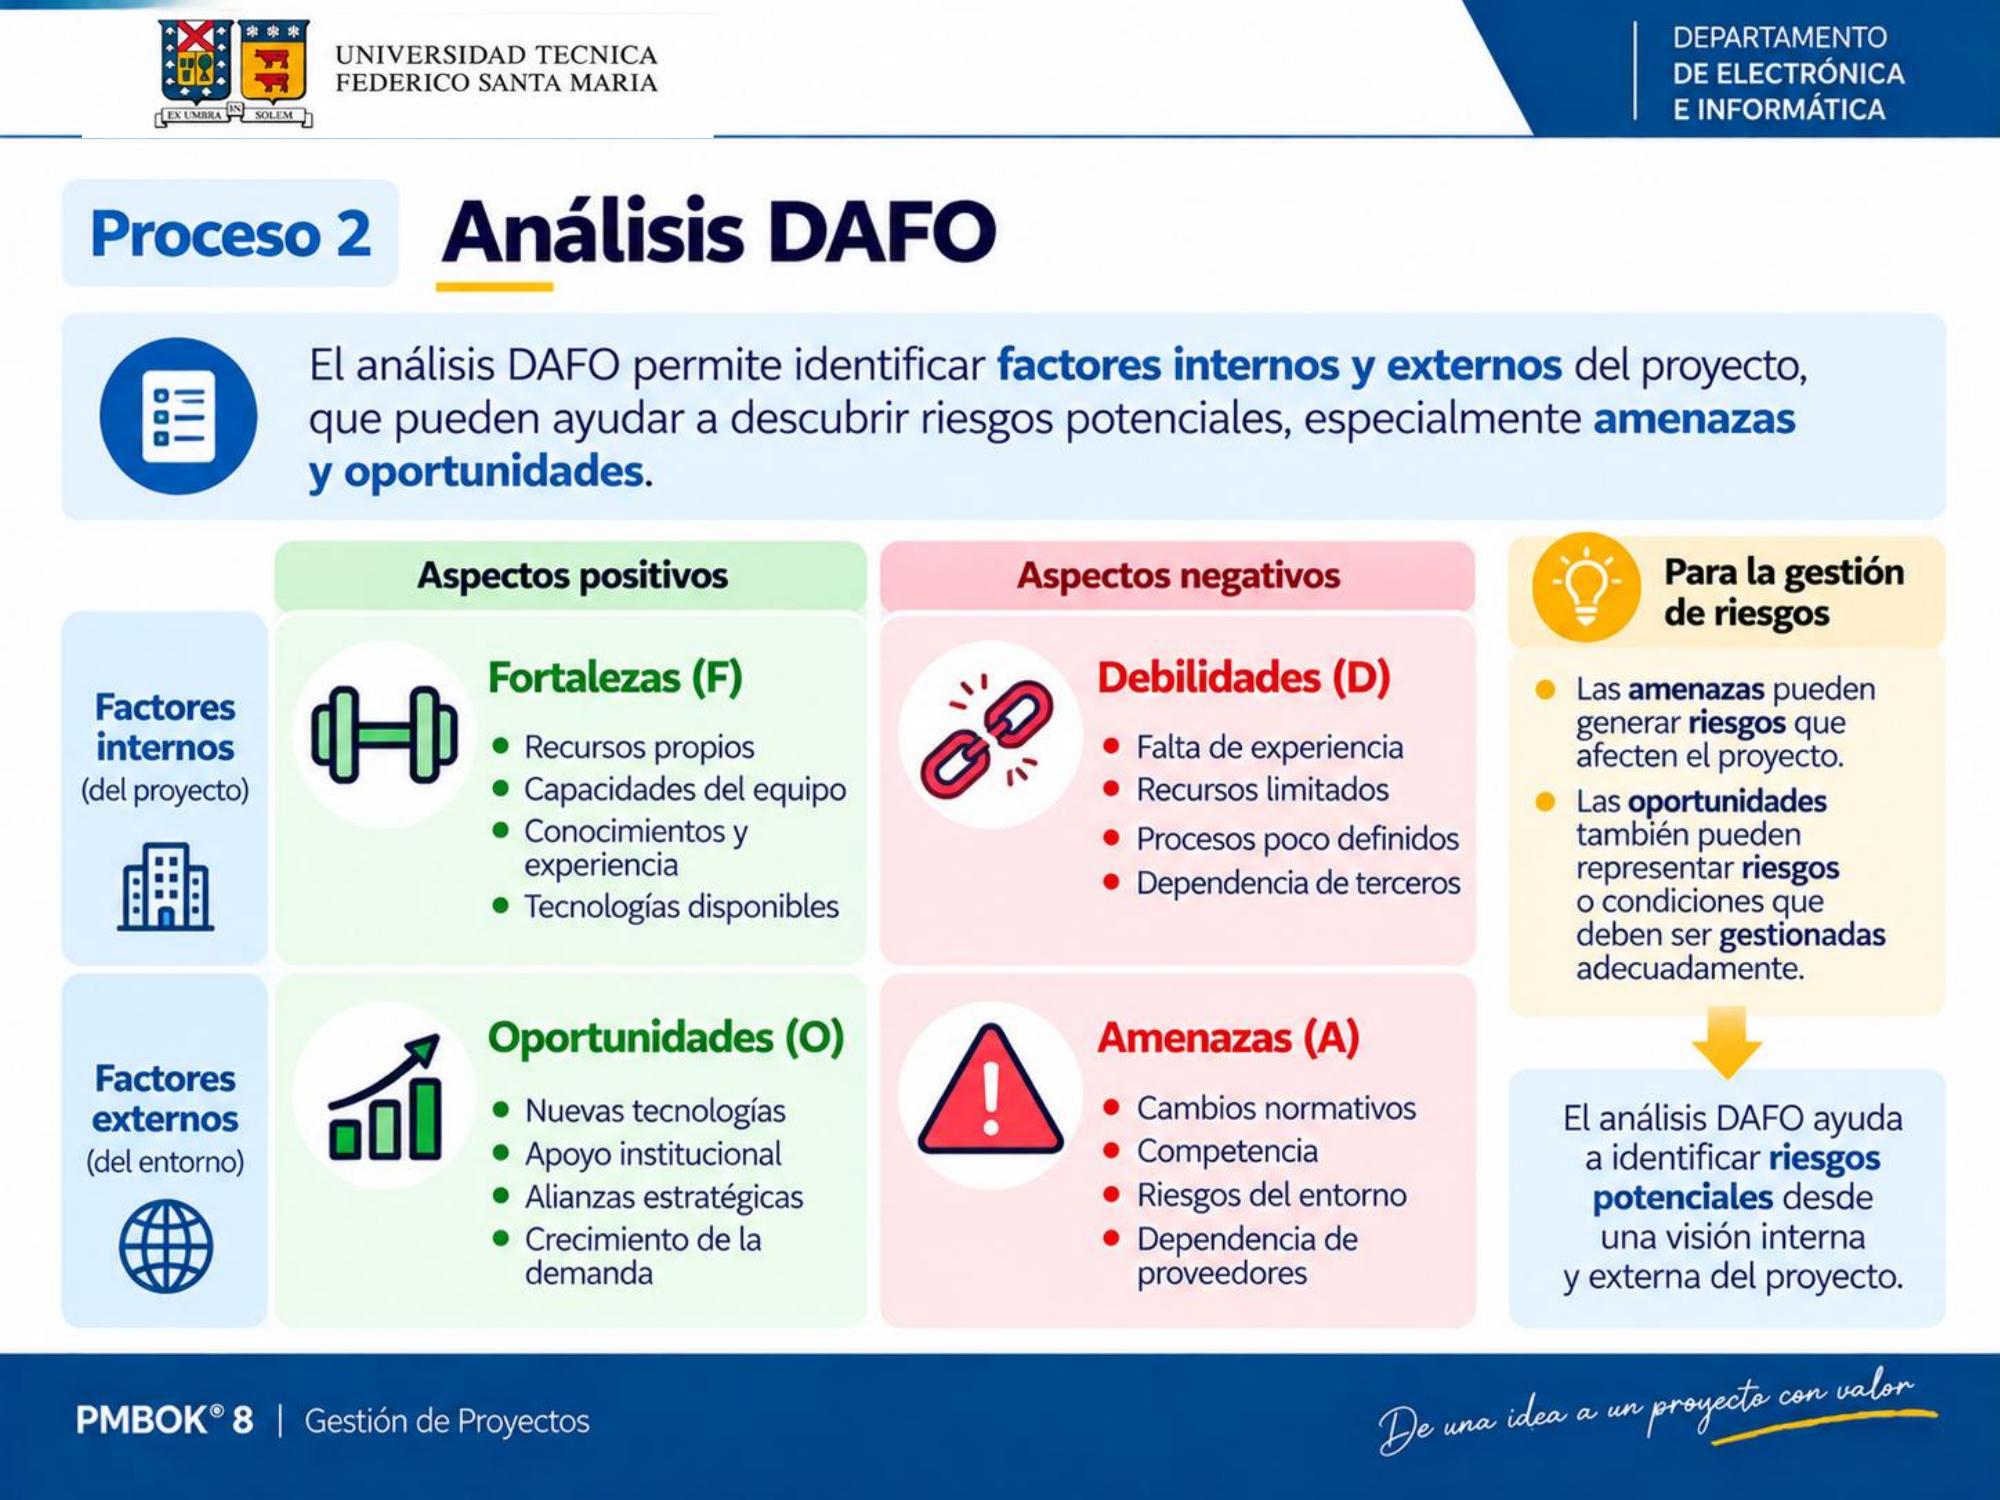 EX UMBRA IN SOLEM
UNIVERSIDAD TECNICA
FEDERICO SANTA MARIA
DEPARTAMENTO
DE ELECTRÓNICA
E INFORMÁTICA
Proceso 2
Análisis DAFO
El análisis DAFO permite identificar factores internos y externos del proyecto,
que pueden ayudar a descubrir riesgos potenciales, especialmente amenazas
y oportunidades.
Aspectos positivos
Aspectos negativos
Factores
internos
(del proyecto)
Fortalezas (F)
• Recursos propios
• Capacidades del equipo
• Conocimientos y
experiencia
• Tecnologías disponibles
Debilidades (D)
• Falta de experiencia
• Recursos limitados
• Procesos poco definidos
• Dependencia de terceros
Factores
externos
(del entorno)
Oportunidades (O)
• Nuevas tecnologías
• Apoyo institucional
• Alianzas estratégicas
• Crecimiento de la
demanda
Amenazas (A)
• Cambios normativos
• Competencia
• Riesgos del entorno
• Dependencia de
proveedores
Para la gestión
de riesgos
• Las amenazas pueden
generar riesgos que
afecten el proyecto.
• Las oportunidades
también pueden
representar riesgos
o condiciones que
deben ser gestionadas
adecuadamente.
El análisis DAFO ayuda
a identificar riesgos
potenciales desde
una visión interna
y externa del proyecto.
PMBOK® 8 | Gestión de Proyectos
De una idea a un proyecto con valor